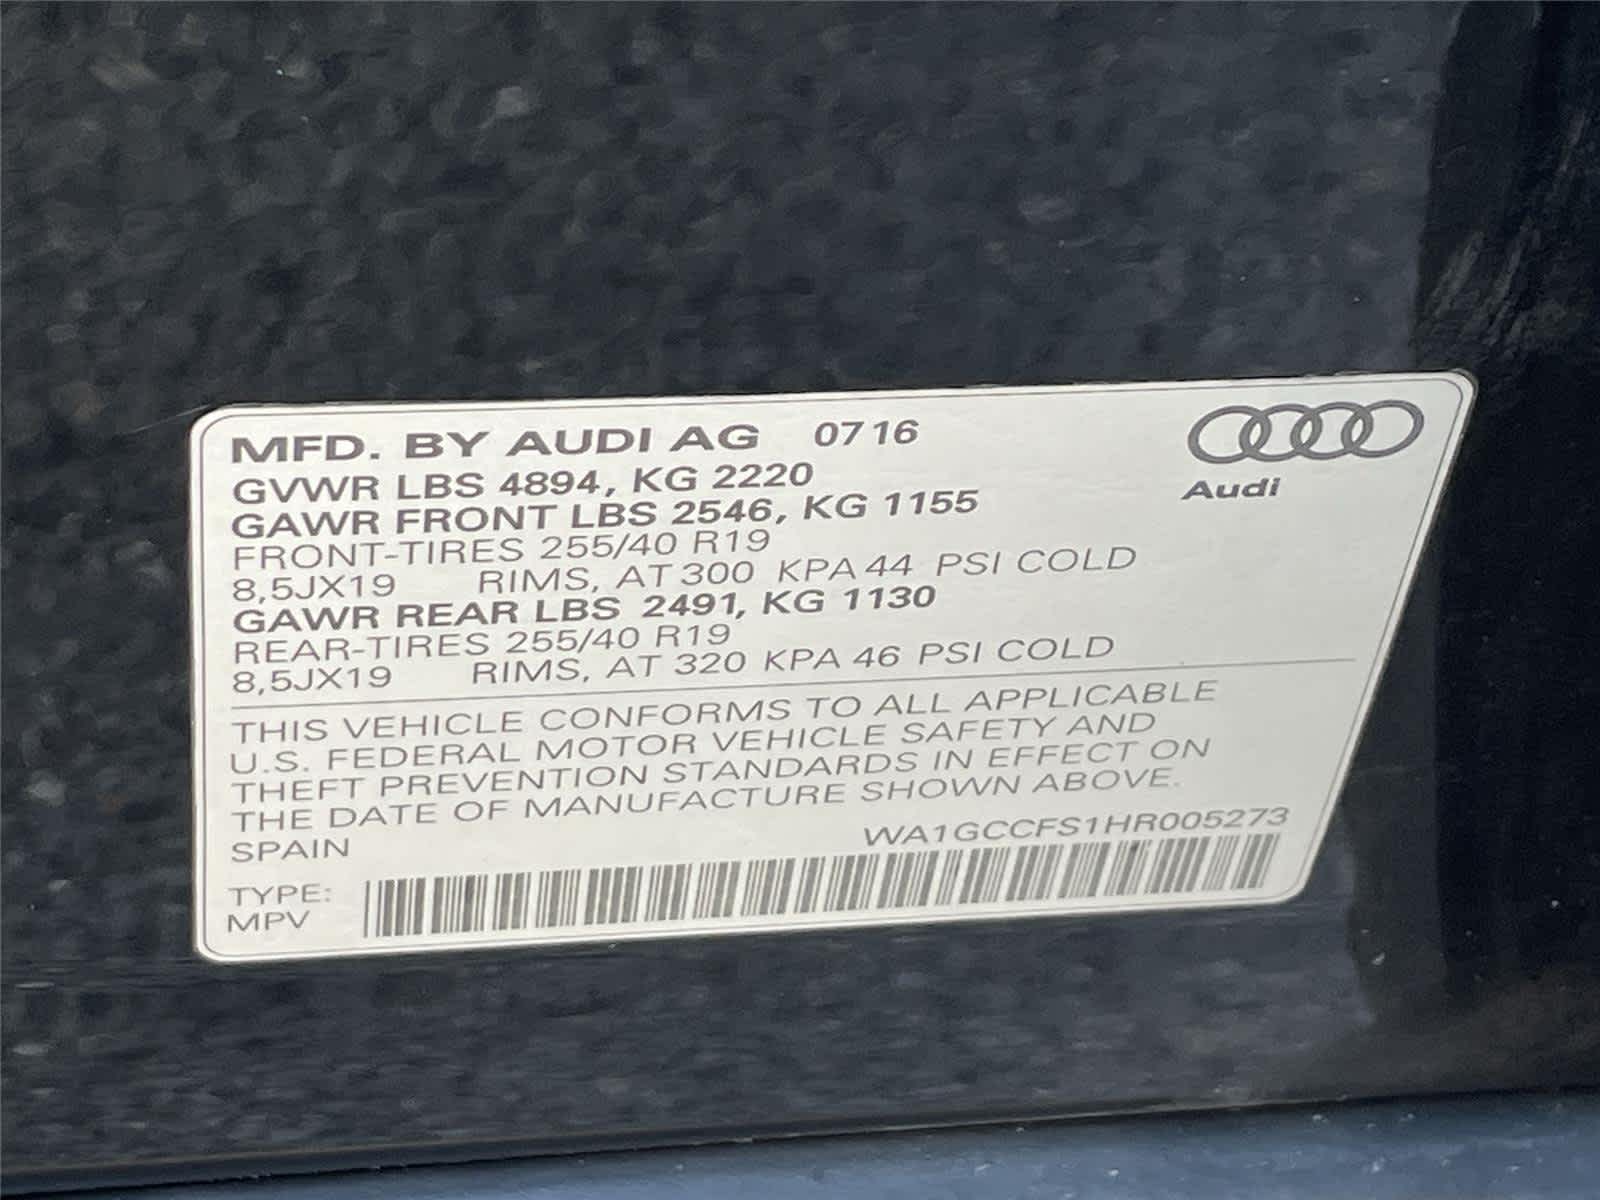 MFD. BY AUDI AG 0716
Audi
GVWR LBS 4894, KG 2220
GAWR FRONT LBS 2546, KG 1155
FRONT-TIRES 255/40 R19
8,5JX19 RIMS, AT 300 KPA 44 PSI COLD
GAWR REAR LBS 2491, KG 1130
REAR-TIRES 255/40 R19
8,5JX19 RIMS, AT 320 KPA 46 PSI COLD
THIS VEHICLE CONFORMS TO ALL APPLICABLE
U.S. FEDERAL MOTOR VEHICLE SAFETY AND
THEFT PREVENTION STANDARDS IN EFFECT ON
THE DATE OF MANUFACTURE SHOWN ABOVE.
SPAIN WA1GCCFS1HR005273
TYPE:
MPV